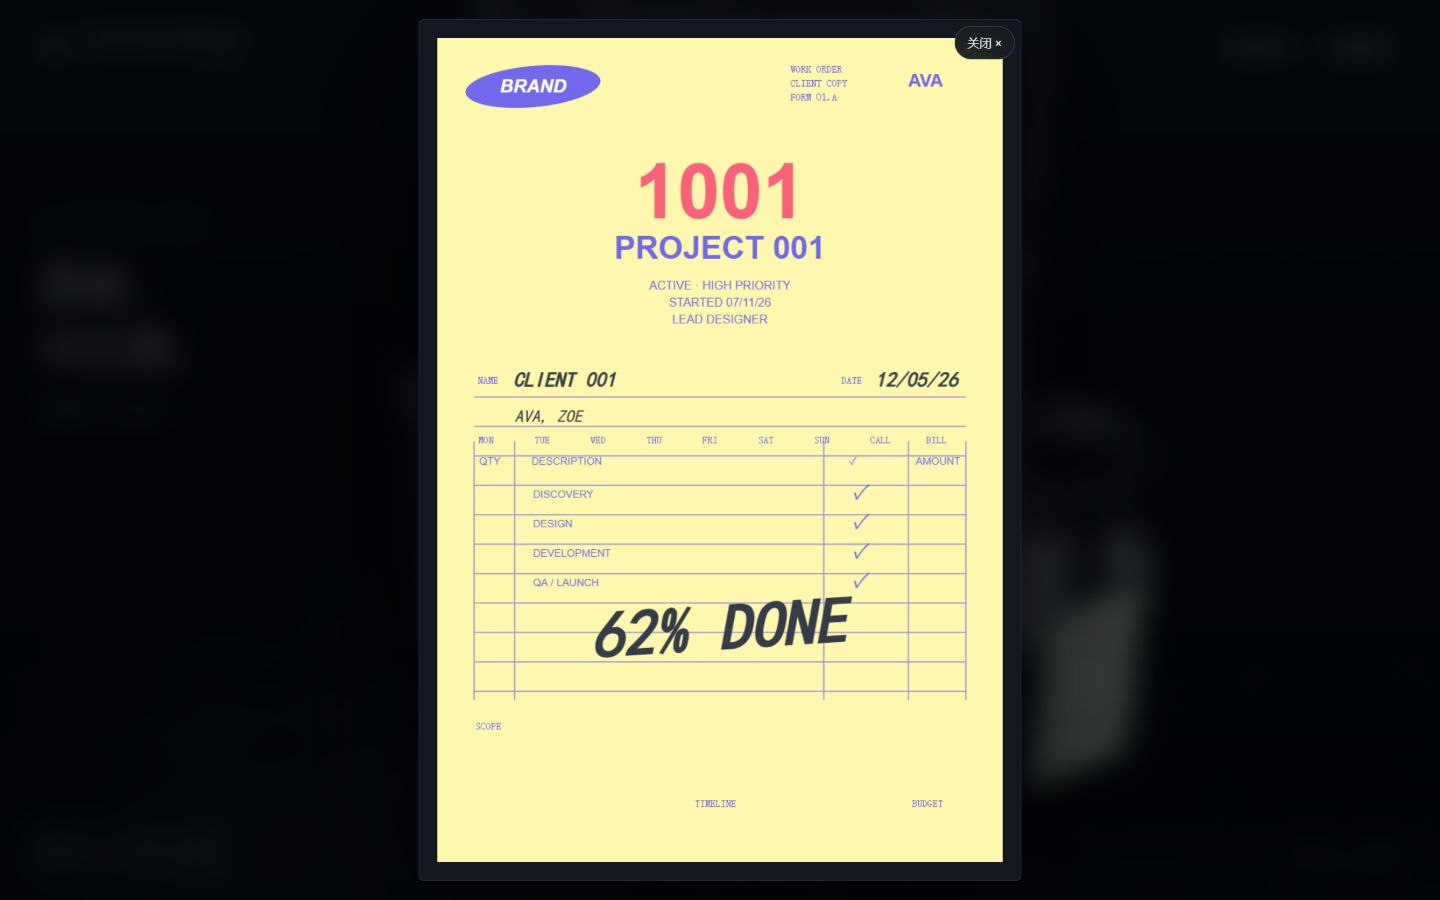 关闭 ×
BRAND
WORK ORDER
CLIENT COPY
FORM 01.A
AVA
1001
PROJECT 001
ACTIVE · HIGH PRIORITY
STARTED 07/11/26
LEAD DESIGNER
NAME CLIENT 001 DATE 12/05/26
AVA, ZOE
MON TUE WED THU FRI SAT SUN CALL BILL
QTY DESCRIPTION ✓ AMOUNT
DISCOVERY ✓
DESIGN ✓
DEVELOPMENT ✓
QA / LAUNCH ✓
62% DONE
SCOPE
TIMELINE BUDGET